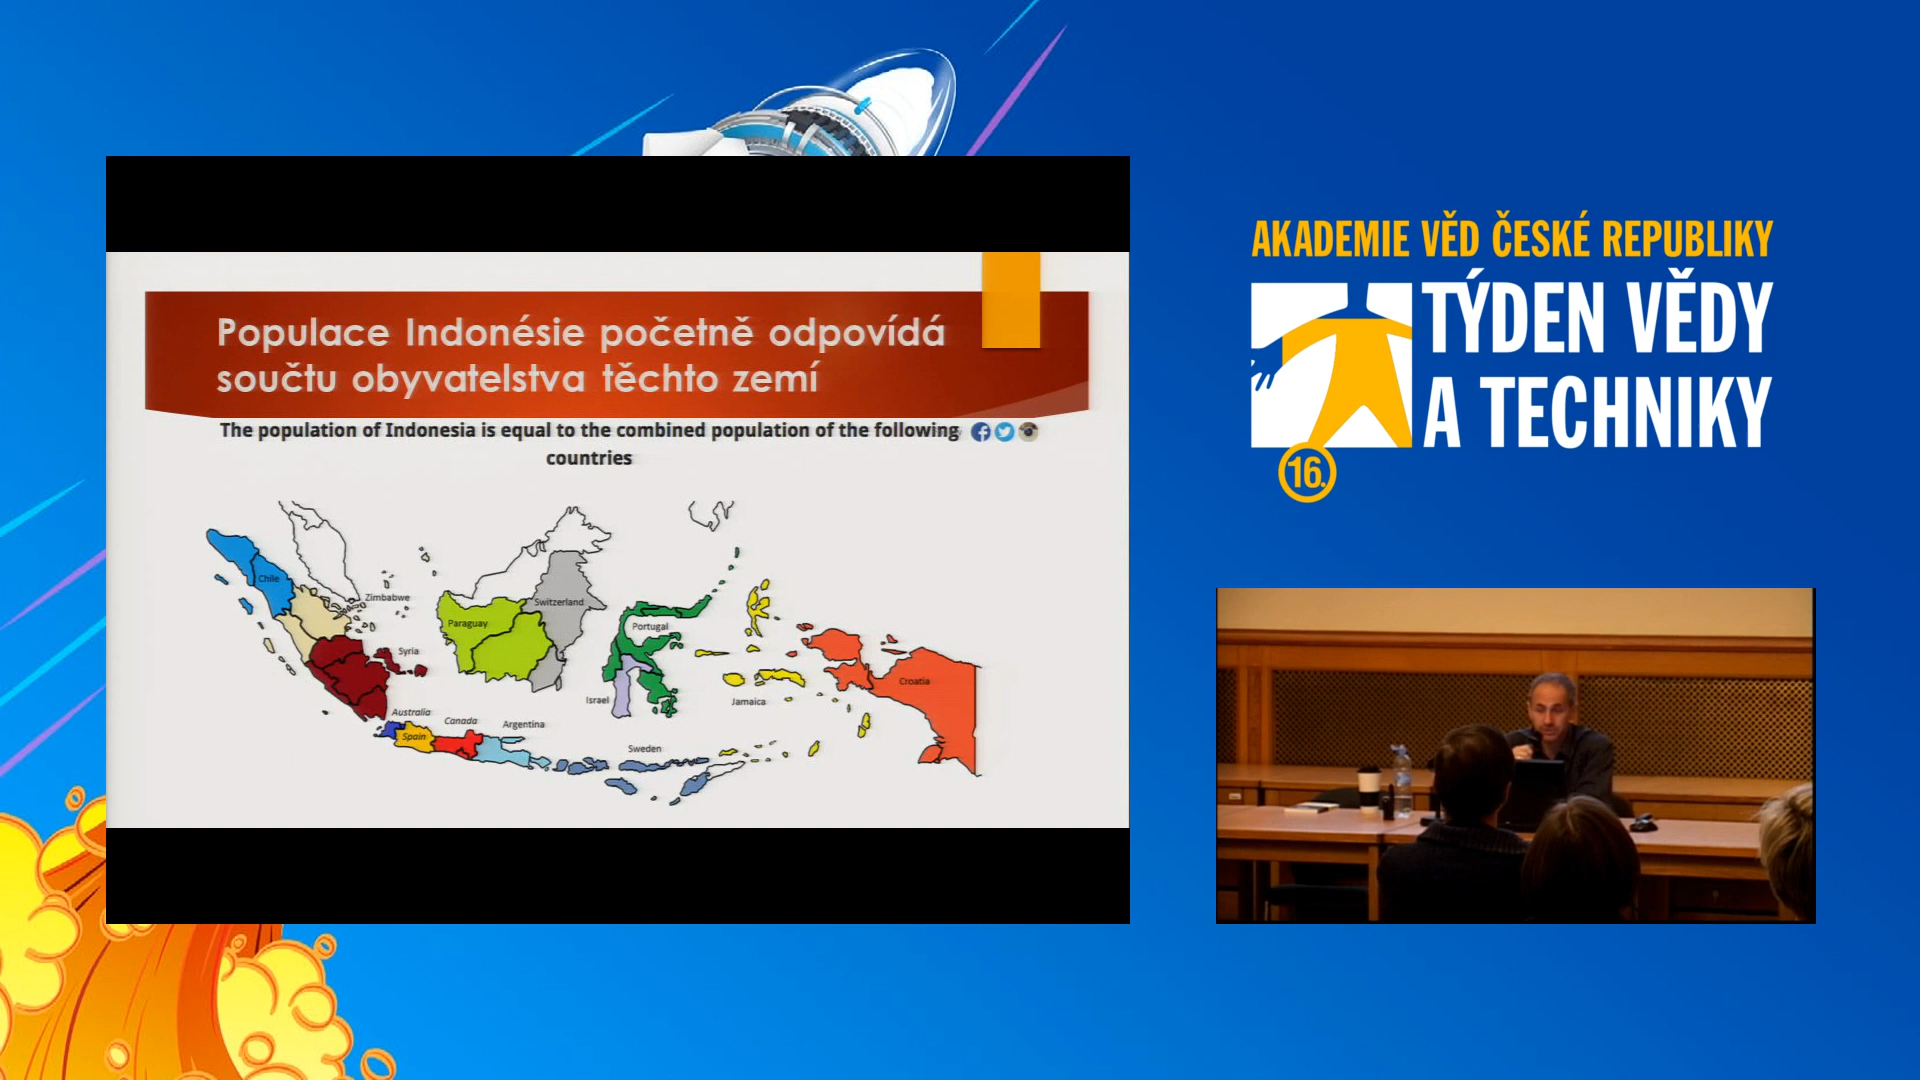 Populace Indonésie početně odpovídá
součtu obyvatelstva těchto zemí
The population of Indonesia is equal to the combined population of the following
countries
Chile
Zimbabwe
Switzerland
Paraguay
Portugal
Syria
Croatia
Israel
Jamaica
Australia
Canada
Argentina
Spain
Sweden
AKADEMIE VĚD ČESKÉ REPUBLIKY
TÝDEN VĚDY
A TECHNIKY
16.